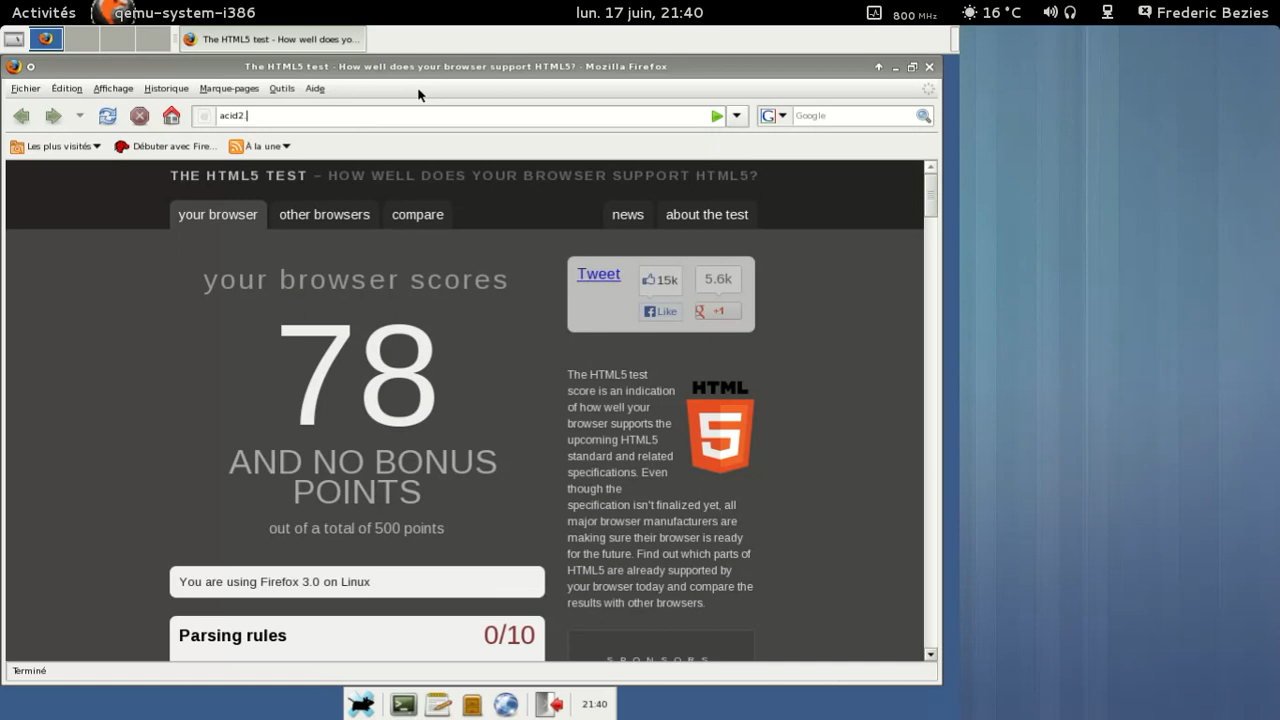 Activités qemu-system-i386 lun. 17 juin, 21:40 800 MHz 16 °C Frederic Bezies
The HTML5 test - How well does yo...
The HTML5 test - How well does your browser support HTML5? - Mozilla Firefox
Fichier Édition Affichage Historique Marque-pages Outils Aide
acid2. Google
Les plus visités Débuter avec Fire... À la une
THE HTML5 TEST – HOW WELL DOES YOUR BROWSER SUPPORT HTML5?
your browser other browsers compare news about the test
your browser scores
78
AND NO BONUS
POINTS
out of a total of 500 points
You are using Firefox 3.0 on Linux
Parsing rules 0/10
Tweet 15k 5.6k
Like +1
HTML
5
The HTML5 test
score is an indication
of how well your
browser supports the
upcoming HTML5
standard and related
specifications. Even
though the
specification isn't finalized yet, all
major browser manufacturers are
making sure their browser is ready
for the future. Find out which parts of
HTML5 are already supported by
your browser today and compare the
results with other browsers.
SPONSORS
Terminé
21:40